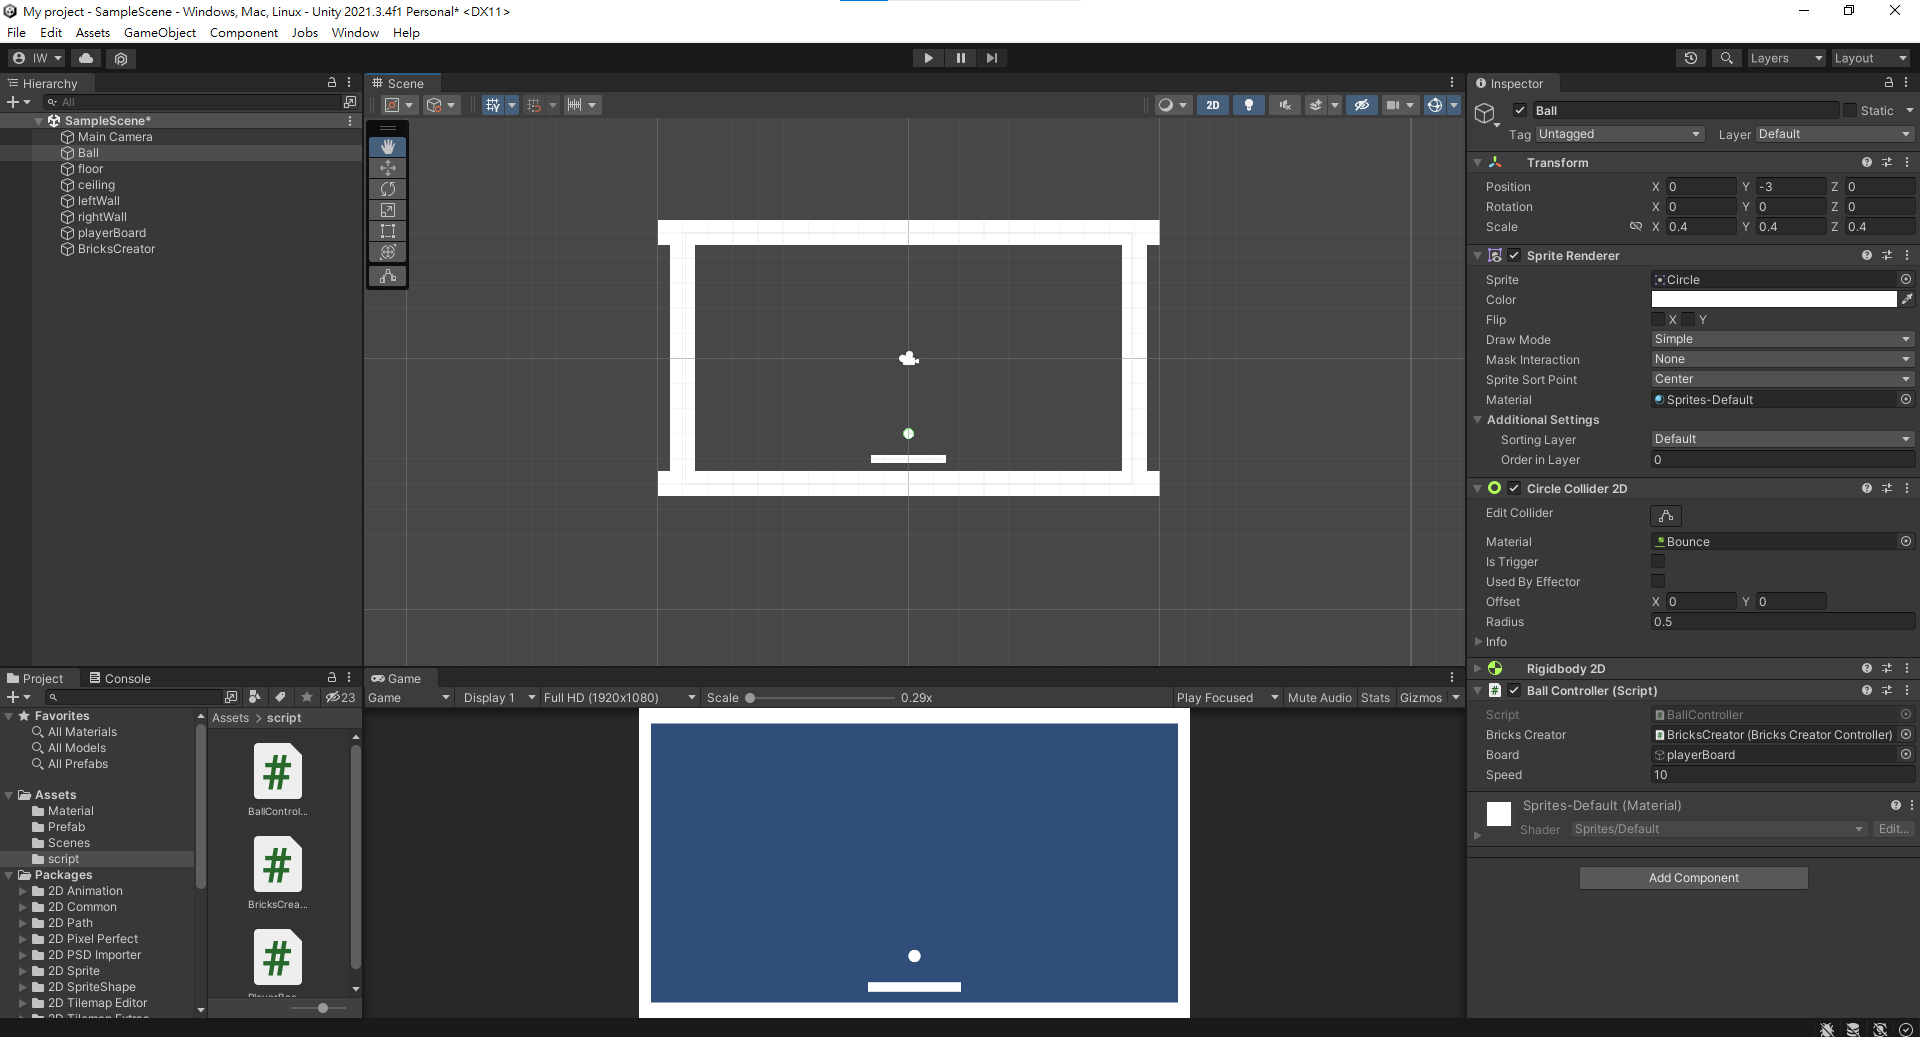 My project - SampleScene - Windows, Mac, Linux - Unity 2021.3.4f1 Personal* <DX11>
File Edit Assets GameObject Component Jobs Window Help
IW
Layers
Layout
Hierarchy
All
SampleScene*
Main Camera
Ball
floor
ceiling
leftWall
rightWall
playerBoard
BricksCreator
Scene
2D
Inspector
Ball
Static
Tag Untagged
Layer Default
Transform
Position X 0 Y -3 Z 0
Rotation X 0 Y 0 Z 0
Scale X 0.4 Y 0.4 Z 0.4
Sprite Renderer
Sprite Circle
Color
Flip X Y
Draw Mode Simple
Mask Interaction None
Sprite Sort Point Center
Material Sprites-Default
Additional Settings
Sorting Layer Default
Order in Layer 0
Circle Collider 2D
Edit Collider
Material Bounce
Is Trigger
Used By Effector
Offset X 0 Y 0
Radius 0.5
Info
Rigidbody 2D
# Ball Controller (Script)
Script BallController
Bricks Creator BricksCreator (Bricks Creator Controller)
Board playerBoard
Speed 10
Sprites-Default (Material)
Shader Sprites/Default Edit...
Add Component
Project
Console
23
Favorites
All Materials
All Models
All Prefabs
Assets
Material
Prefab
Scenes
script
Packages
2D Animation
2D Common
2D Path
2D Pixel Perfect
2D PSD Importer
2D Sprite
2D SpriteShape
2D Tilemap Editor
2D Tilemap Extras
Assets > script
#
BallControl...
#
BricksCrea...
#
Game
Game
Display 1
Full HD (1920x1080)
Scale 0.29x
Play Focused
Mute Audio
Stats
Gizmos